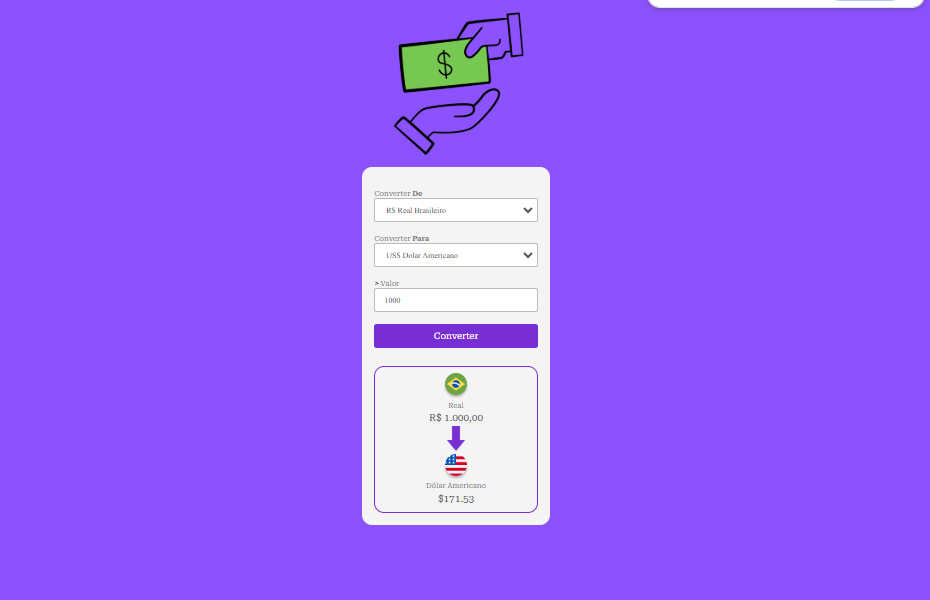 $
Converter De
R$ Real Brasileiro
Converter Para
US$ Dolar Americano
> Valor
1000
Converter
Real
R$ 1.000,00
Dólar Americano
$171.53